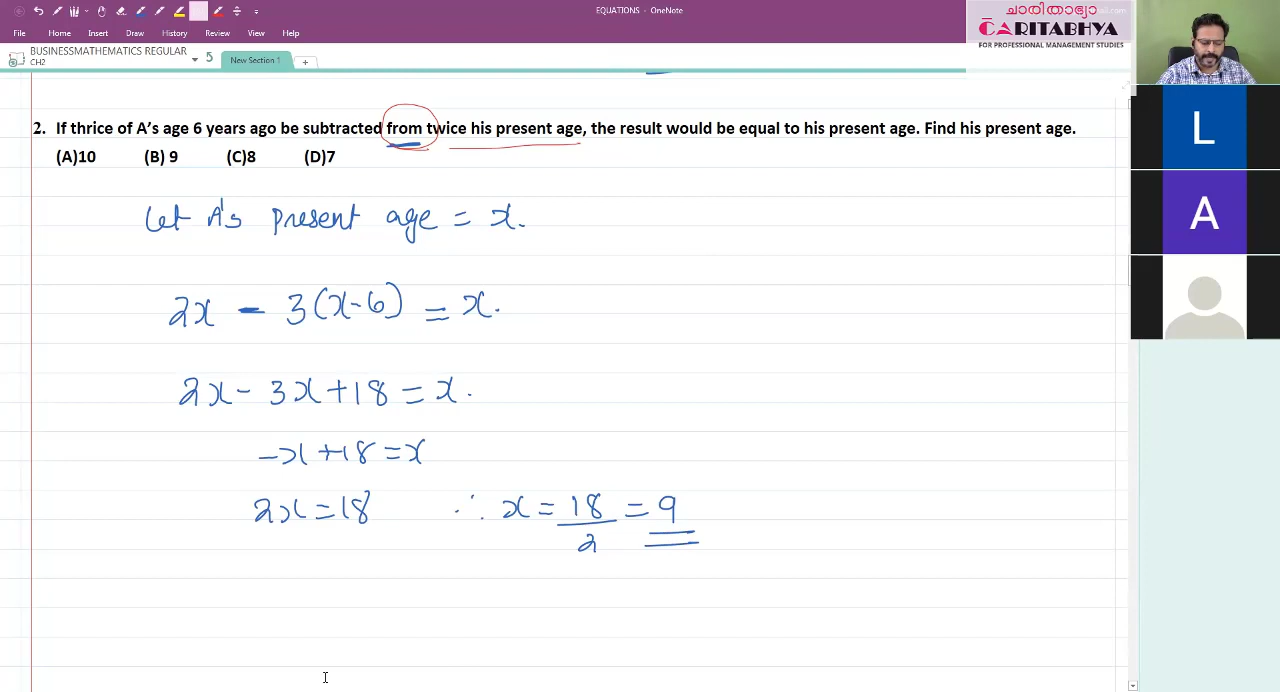 EQUATIONS - OneNote
File Home Insert Draw History Review View Help
BUSINESSMATHEMATICS REGULAR
CH2
New Section 1
ചാരിതാഭ്യാ
CARITABHYA
FOR PROFESSIONAL MANAGEMENT STUDIES
L
A
2. If thrice of A's age 6 years ago be subtracted from twice his present age, the result would be equal to his present age. Find his present age.
(A)10 (B) 9 (C)8 (D)7
Let A's present age = x.
2x - 3(x-6) = x.
2x - 3x + 18 = x.
-x + 18 = x
2x = 18 ∴ x = 18/2 = 9